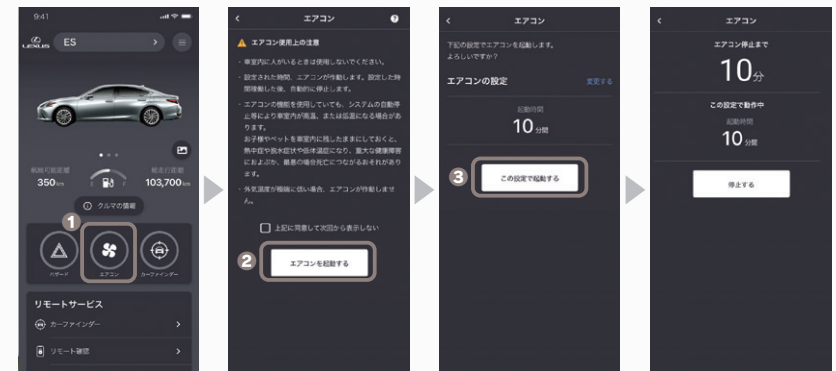 9:41
LEXUS
ES
航続可能距離
350 km
総走行距離
103,700 km
クルマの情報
1
ハザード
エアコン
カーファインダー
リモートサービス
カーファインダー
リモート確認
エアコン
?
エアコン使用上の注意
・車室内に人がいるときは使用しないでください。
・設定された時間、エアコンが作動します。設定した時
間稼働した後、自動的に停止します。
・エアコンの機能を使用していても、システムの自動停
止等により車室内が高温、または低温になる場合があ
ります。
お子様やペットを車室内に残したままにしておくと、
熱中症や脱水症状や低体温症になり、重大な健康障害
におよぶか、最悪の場合死亡につながるおそれがあり
ます。
・外気温度が極端に低い場合、エアコンが作動しませ
ん。
上記に同意して次回から表示しない
2
エアコンを起動する
エアコン
下記の設定でエアコンを起動します。
よろしいですか？
エアコンの設定
変更する
起動時間
10 分間
3
この設定で起動する
エアコン
エアコン停止まで
10分
この設定で動作中
起動時間
10 分間
停止する